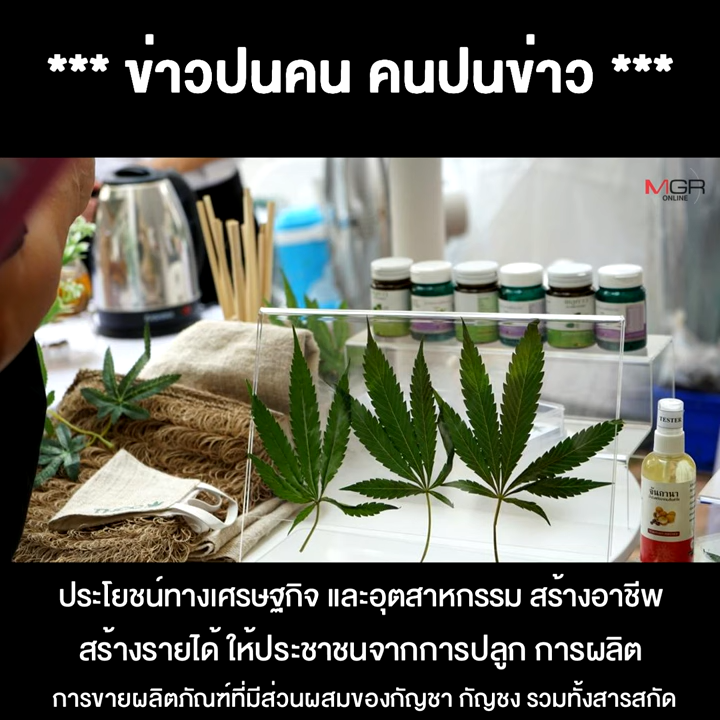 *** ข่าวปนคน คนปนข่าว ***
MGR
ONLINE
TESTER
จันทานา
ประโยชน์ทางเศรษฐกิจ และอุตสาหกรรม สร้างอาชีพ
สร้างรายได้ ให้ประชาชนจากการปลูก การผลิต
การขายผลิตภัณฑ์ที่มีส่วนผสมของกัญชา กัญชง รวมทั้งสารสกัด